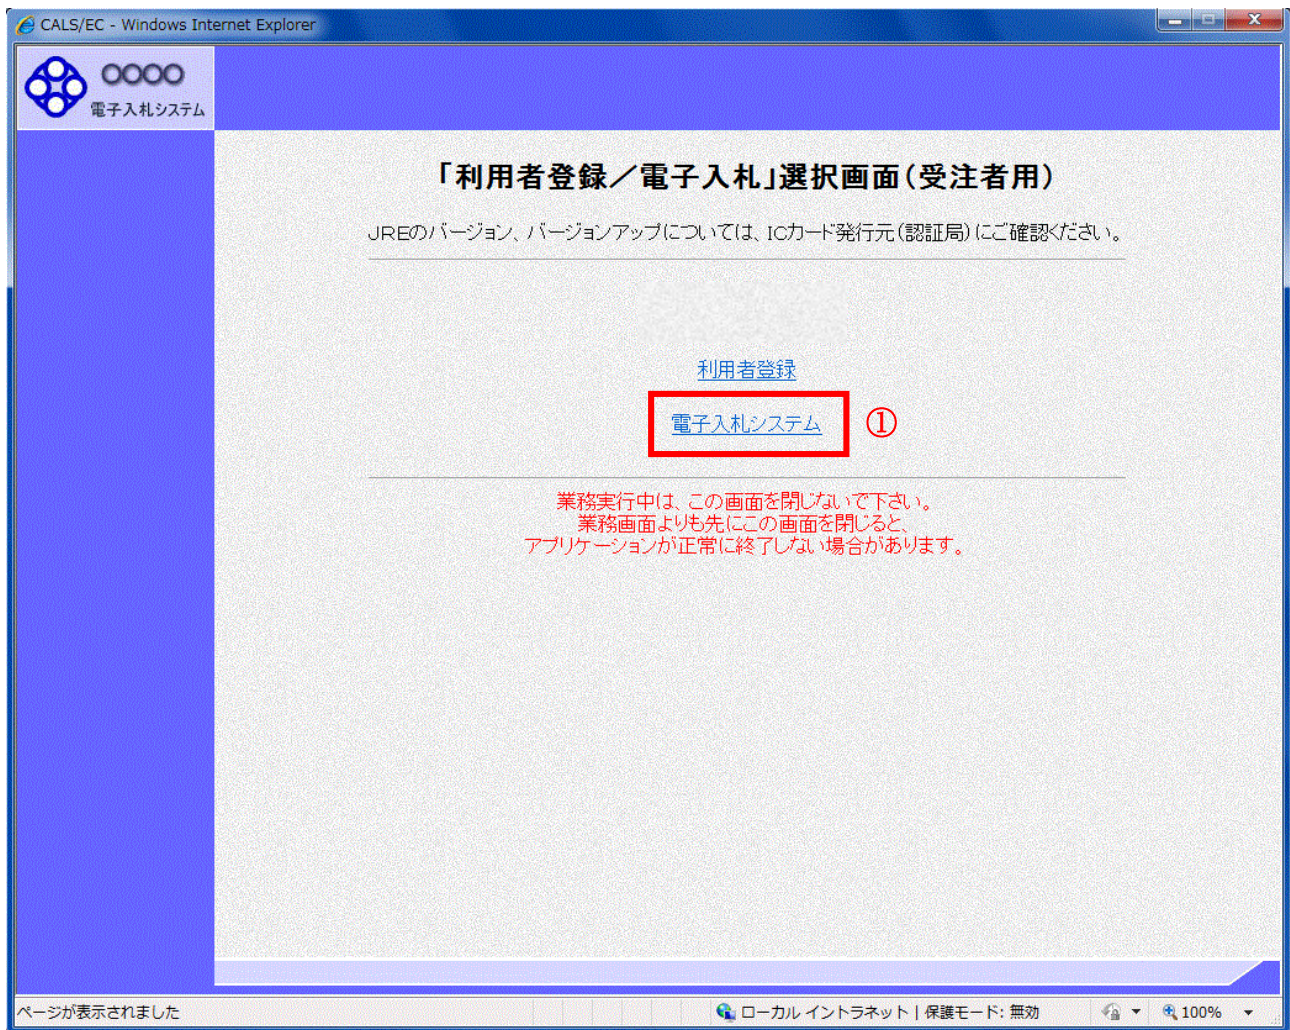 CALS/EC - Windows Internet Explorer
○○○○
電子入札システム
「利用者登録／電子入札」選択画面（受注者用）
JREのバージョン、バージョンアップについては、ICカード発行元（認証局）にご確認ください。
利用者登録
電子入札システム ①
業務実行中は、この画面を閉じないで下さい。
業務画面よりも先にこの画面を閉じると、
アプリケーションが正常に終了しない場合があります。
ページが表示されました ローカル イントラネット | 保護モード: 無効 100%